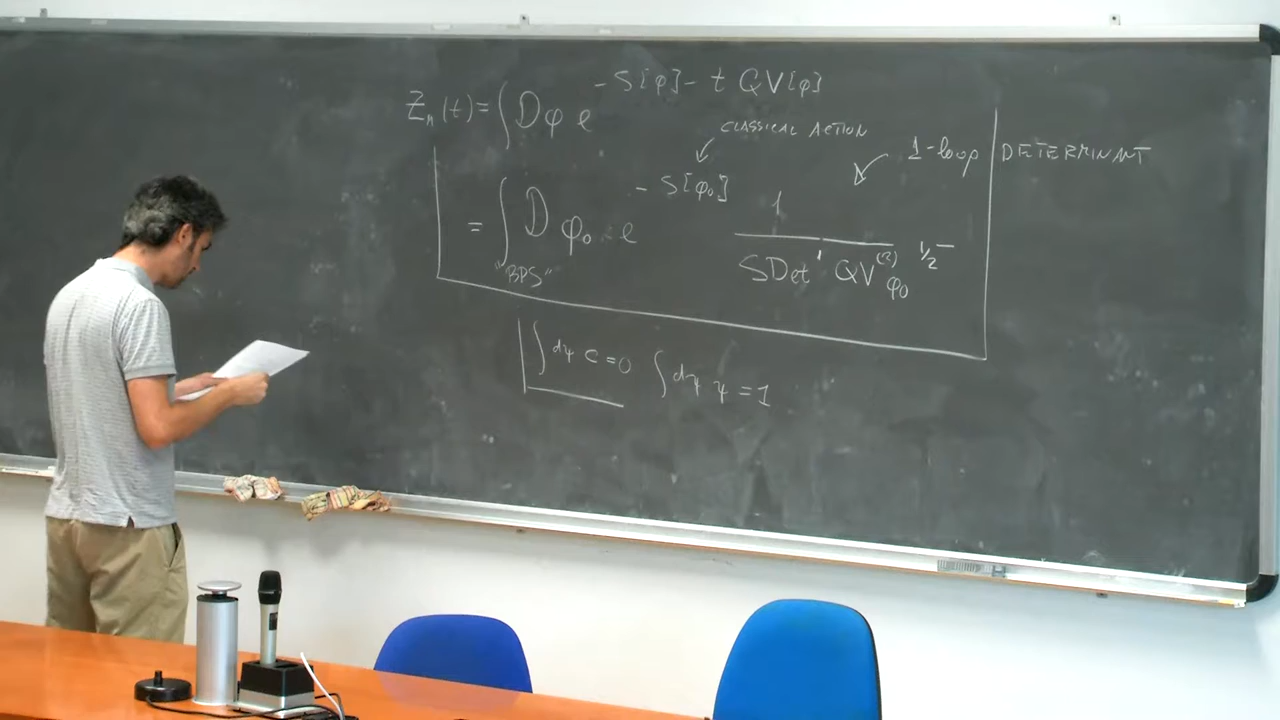 Zₙ(t) = ∫ Dφ e^{-S[φ] - t QV[φ]}
CLASSICAL ACTION
1-loop DETERMINANT
= ∫_{"BPS"} Dφ₀ e^{-S[φ₀]} 1 / SDet' QV^{(2)}_{φ₀} ^{1/2}
∫ dψ c = 0 ∫ dψ ψ = 1